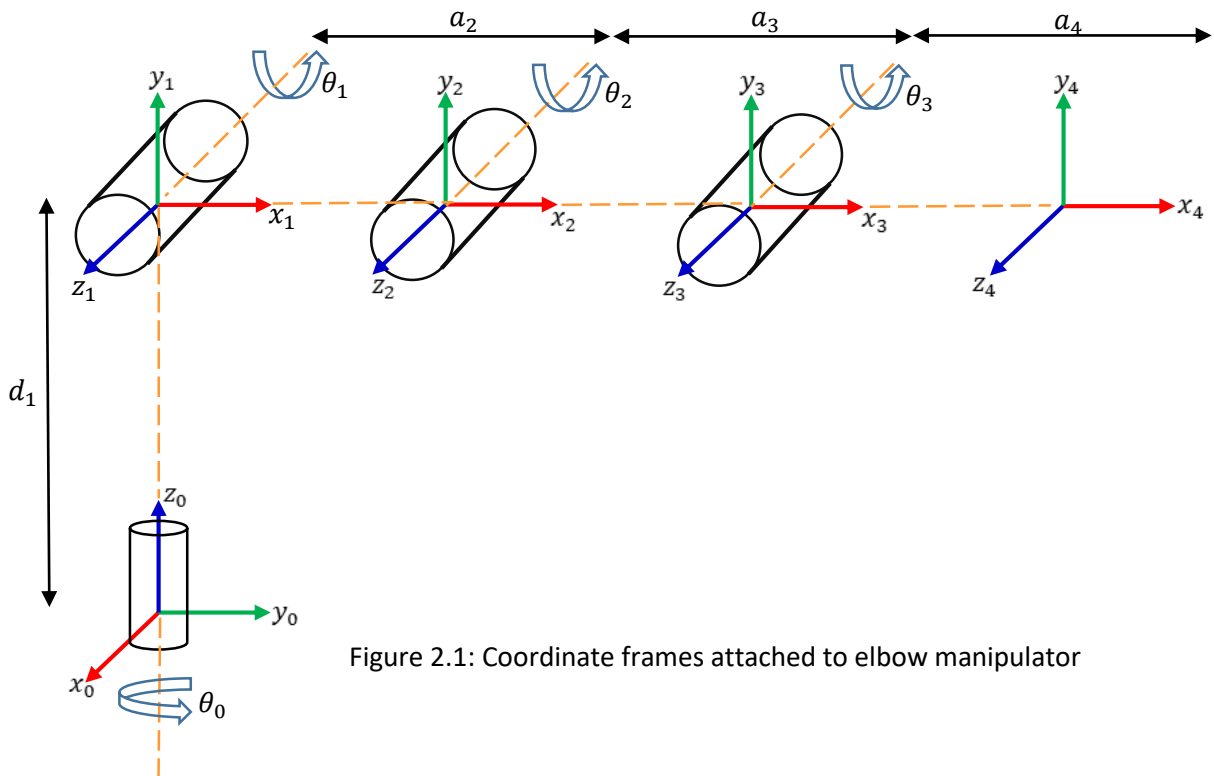 a₂ a₃ a₄
y₁ θ₁ y₂ θ₂ y₃ θ₃ y₄
x₁ x₂ x₃ x₄
z₁ z₂ z₃ z₄
d₁
z₀
y₀
Figure 2.1: Coordinate frames attached to elbow manipulator
x₀ θ₀